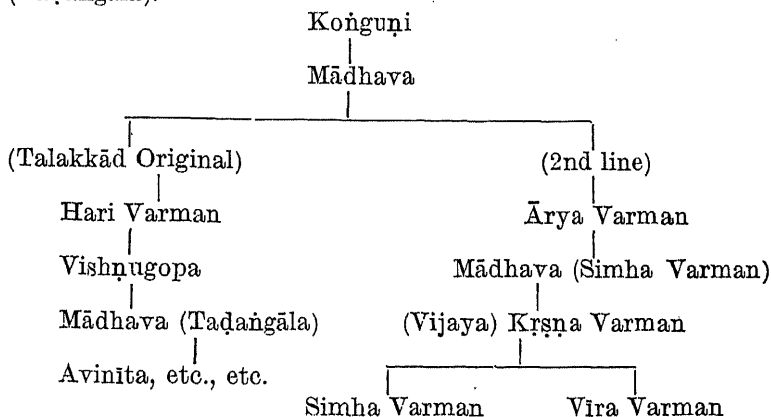 Koṅguṇi
Mādhava
(Talakkād Original) (2nd line)
Hari Varman Ārya Varman
Vishṇugopa Mādhava (Simha Varman)
Mādhava (Taḍaṅgāla) (Vijaya) Kṛṣṇa Varman
Avinīta, etc., etc.
Simha Varman Vīra Varman